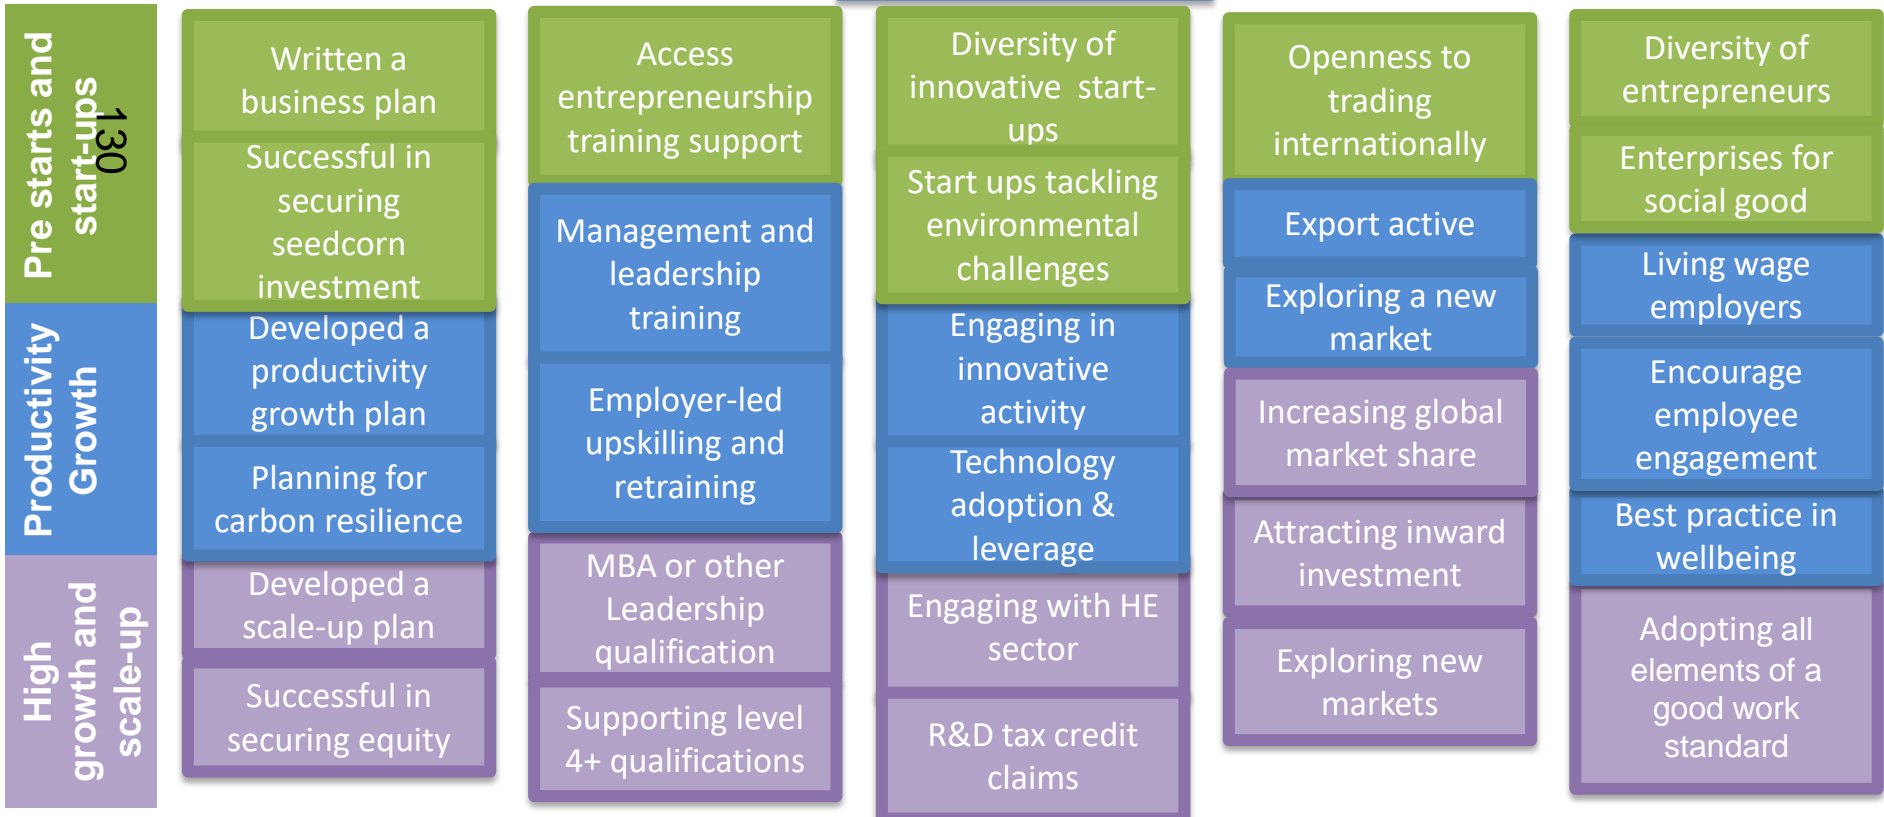 Pre starts and
start-ups
130
Productivity
Growth
High
growth and
scale-up
Written a
business plan
Successful in
securing
seedcorn
investment
Developed a
productivity
growth plan
Planning for
carbon resilience
Developed a
scale-up plan
Successful in
securing equity
Access
entrepreneurship
training support
Management and
leadership
training
Employer-led
upskilling and
retraining
MBA or other
Leadership
qualification
Supporting level
4+ qualifications
Diversity of
innovative start-
ups
Start ups tackling
environmental
challenges
Engaging in
innovative
activity
Technology
adoption &
leverage
Engaging with HE
sector
R&D tax credit
claims
Openness to
trading
internationally
Export active
Exploring a new
market
Increasing global
market share
Attracting inward
investment
Exploring new
markets
Diversity of
entrepreneurs
Enterprises for
social good
Living wage
employers
Encourage
employee
engagement
Best practice in
wellbeing
Adopting all
elements of a
good work
standard